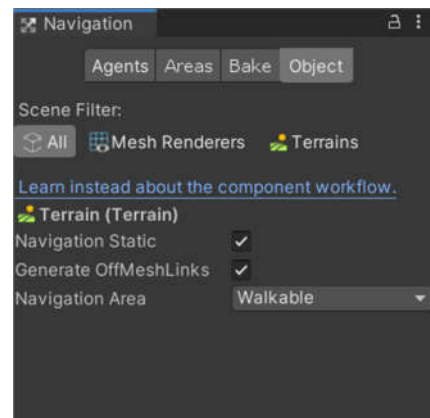 Navigation
Agents Areas Bake Object
Scene Filter:
All Mesh Renderers Terrains
Learn instead about the component workflow.
Terrain (Terrain)
Navigation Static
Generate OffMeshLinks
Navigation Area Walkable